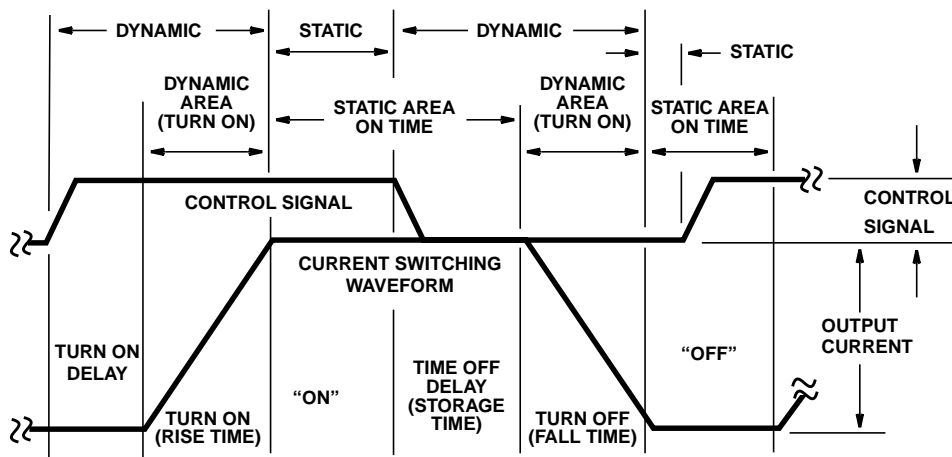 DYNAMIC
STATIC
DYNAMIC
STATIC
DYNAMIC
AREA
(TURN ON)
STATIC AREA
ON TIME
DYNAMIC
AREA
(TURN ON)
STATIC AREA
ON TIME
CONTROL SIGNAL
CONTROL
SIGNAL
CURRENT SWITCHING
WAVEFORM
OUTPUT
CURRENT
TURN ON
DELAY
TURN ON
(RISE TIME)
“ON”
TIME OFF
DELAY
(STORAGE
TIME)
TURN OFF
(FALL TIME)
“OFF”